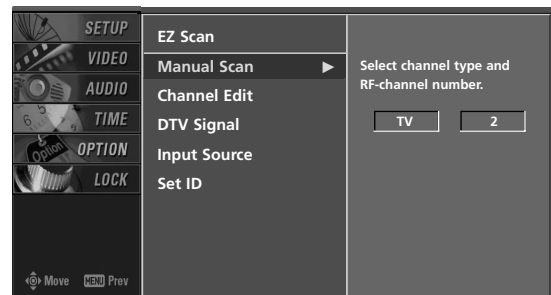 SETUP
VIDEO
AUDIO
TIME
OPTION
LOCK
Move MENU Prev
EZ Scan
Manual Scan
Channel Edit
DTV Signal
Input Source
Set ID
Select channel type and
RF-channel number.
TV 2